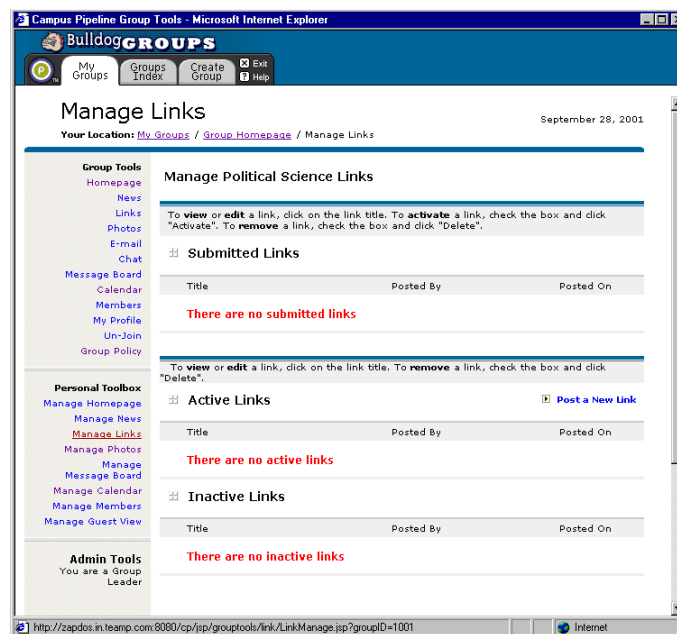 Campus Pipeline Group Tools - Microsoft Internet Explorer
Bulldog GROUPS
My Groups
Groups Index
Create Group
Exit
Help
Manage Links
September 28, 2001
Your Location: My Groups / Group Homepage / Manage Links
Group Tools
Homepage
News
Links
Photos
E-mail
Chat
Message Board
Calendar
Members
My Profile
Un-Join
Group Policy
Personal Toolbox
Manage Homepage
Manage News
Manage Links
Manage Photos
Manage
Message Board
Manage Calendar
Manage Members
Manage Guest View
Admin Tools
You are a Group
Leader
Manage Political Science Links
To view or edit a link, click on the link title. To activate a link, check the box and click
"Activate". To remove a link, check the box and click "Delete".
Submitted Links
Title Posted By Posted On
There are no submitted links
To view or edit a link, click on the link title. To remove a link, check the box and click
"Delete".
Active Links Post a New Link
Title Posted By Posted On
There are no active links
Inactive Links
Title Posted By Posted On
There are no inactive links
http://zapdos.in.teamp.com:8080/cp/jsp/grouptools/link/LinkManage.jsp?groupID=1001 Internet